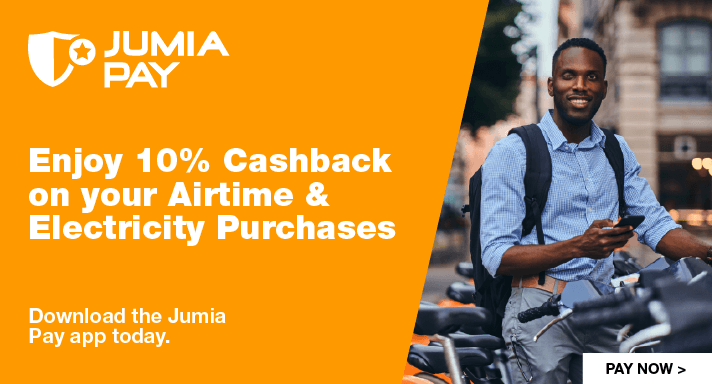 JUMIA
PAY
Enjoy 10% Cashback
on your Airtime &
Electricity Purchases
Download the Jumia
Pay app today.
PAY NOW >